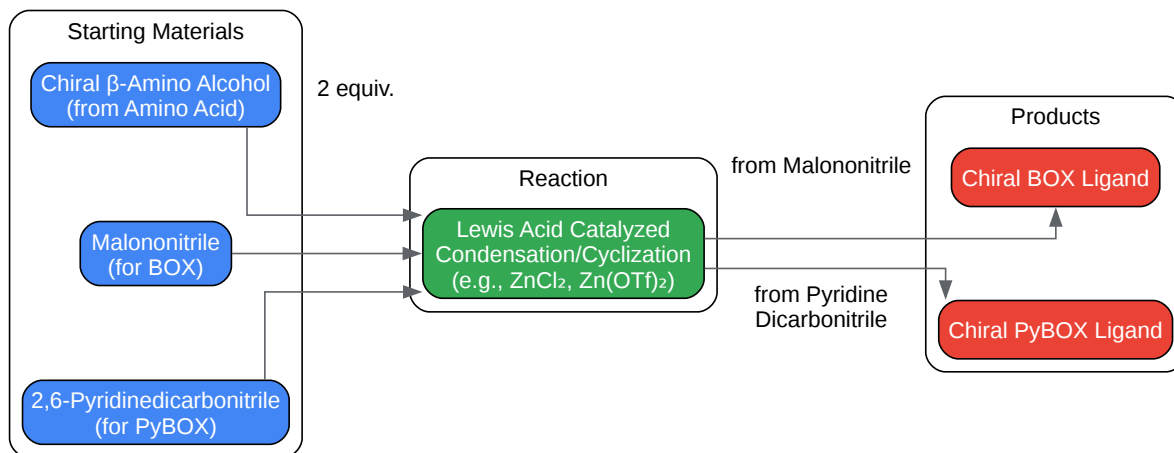 Starting Materials
Chiral β-Amino Alcohol
(from Amino Acid)
2 equiv.
Malononitrile
(for BOX)
2,6-Pyridinedicarbonitrile
(for PyBOX)
Reaction
Lewis Acid Catalyzed
Condensation/Cyclization
(e.g., ZnCl₂, Zn(OTf)₂)
from Malononitrile
from Pyridine
Dicarbonitrile
Products
Chiral BOX Ligand
Chiral PyBOX Ligand